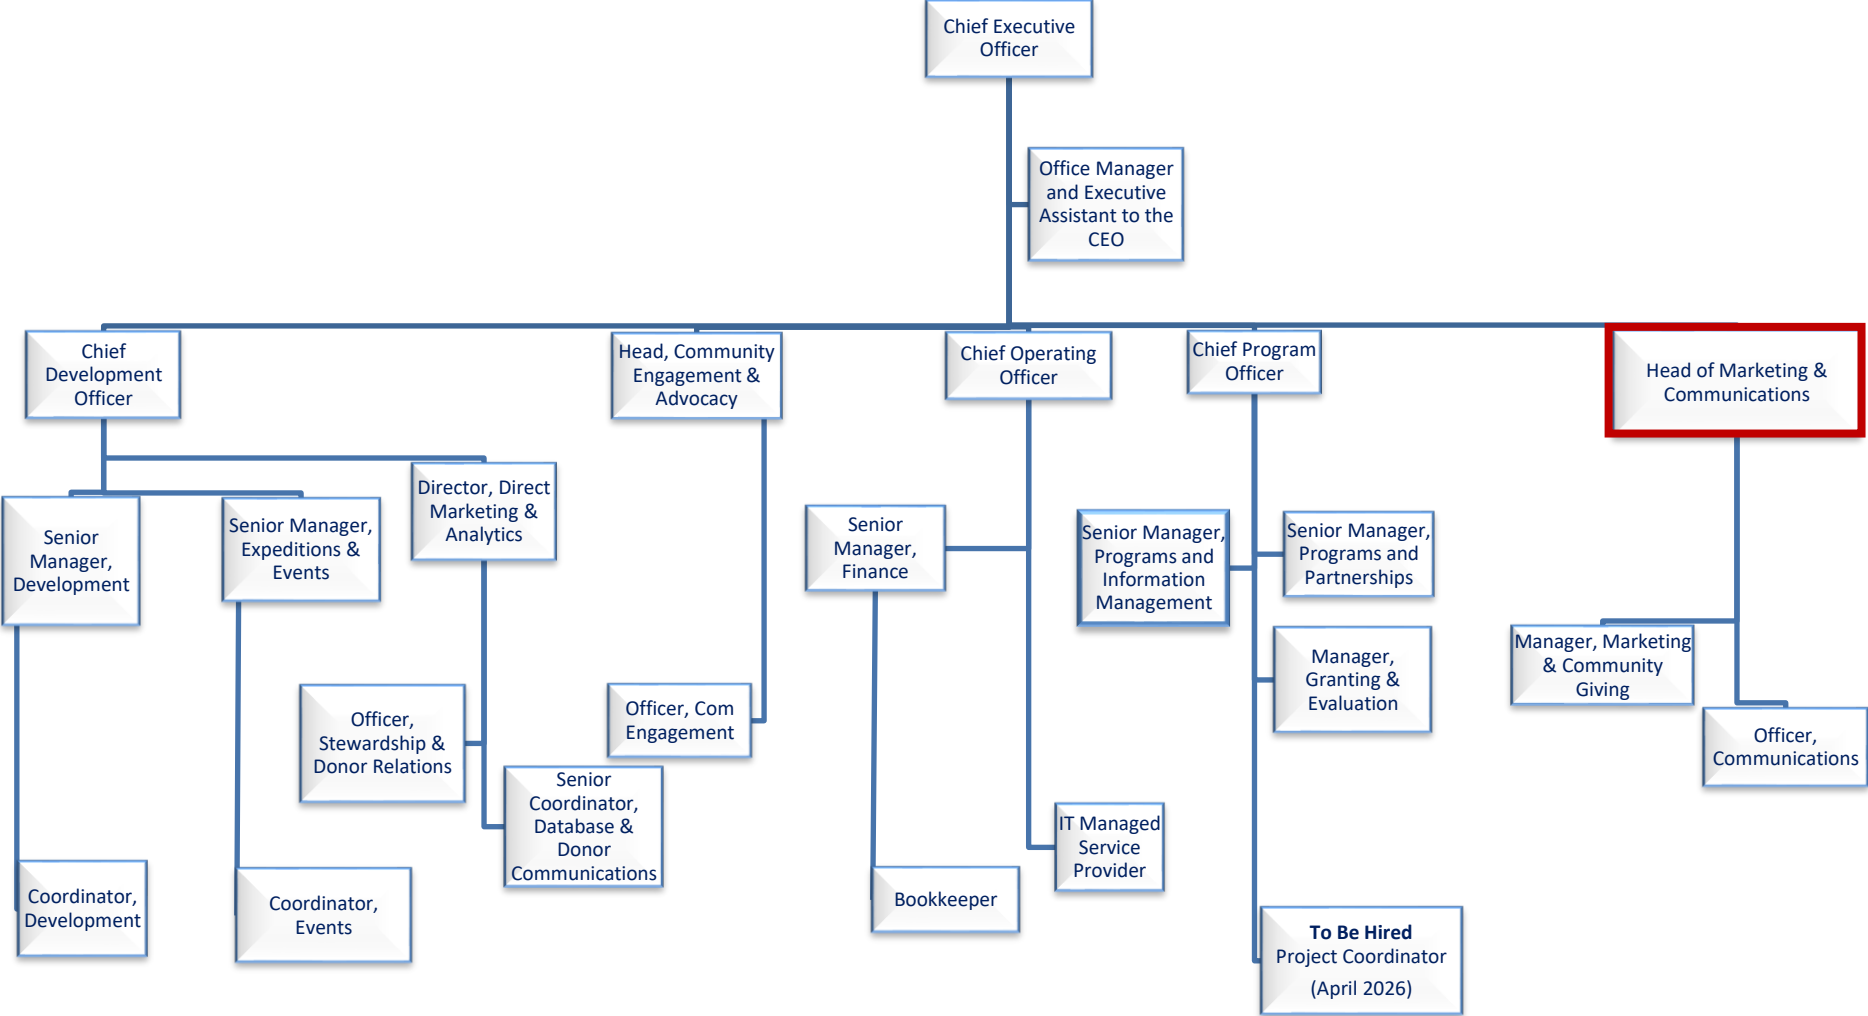 Chief Executive
Officer
Office Manager
and Executive
Assistant to the
CEO
Chief
Development
Officer
Head, Community
Engagement &
Advocacy
Chief Operating
Officer
Chief Program
Officer
Head of Marketing &
Communications
Senior
Manager,
Development
Senior Manager,
Expeditions &
Events
Director, Direct
Marketing &
Analytics
Senior
Manager,
Finance
Senior Manager,
Programs and
Information
Management
Senior Manager,
Programs and
Partnerships
Manager,
Granting &
Evaluation
Manager, Marketing
& Community
Giving
Officer,
Communications
Officer,
Stewardship &
Donor Relations
Officer, Com
Engagement
Senior
Coordinator,
Database &
Donor
Communications
IT Managed
Service
Provider
Coordinator,
Development
Coordinator,
Events
Bookkeeper
To Be Hired
Project Coordinator
(April 2026)